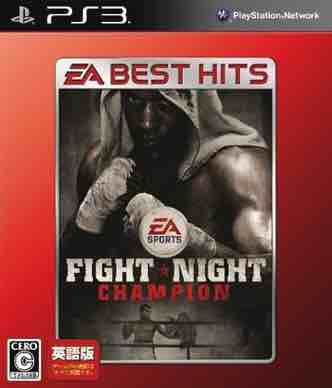 PS3 PlayStation®Network
EA BEST HITS
EA
SPORTS
FIGHT NIGHT
CHAMPION
CERO
C
英語版